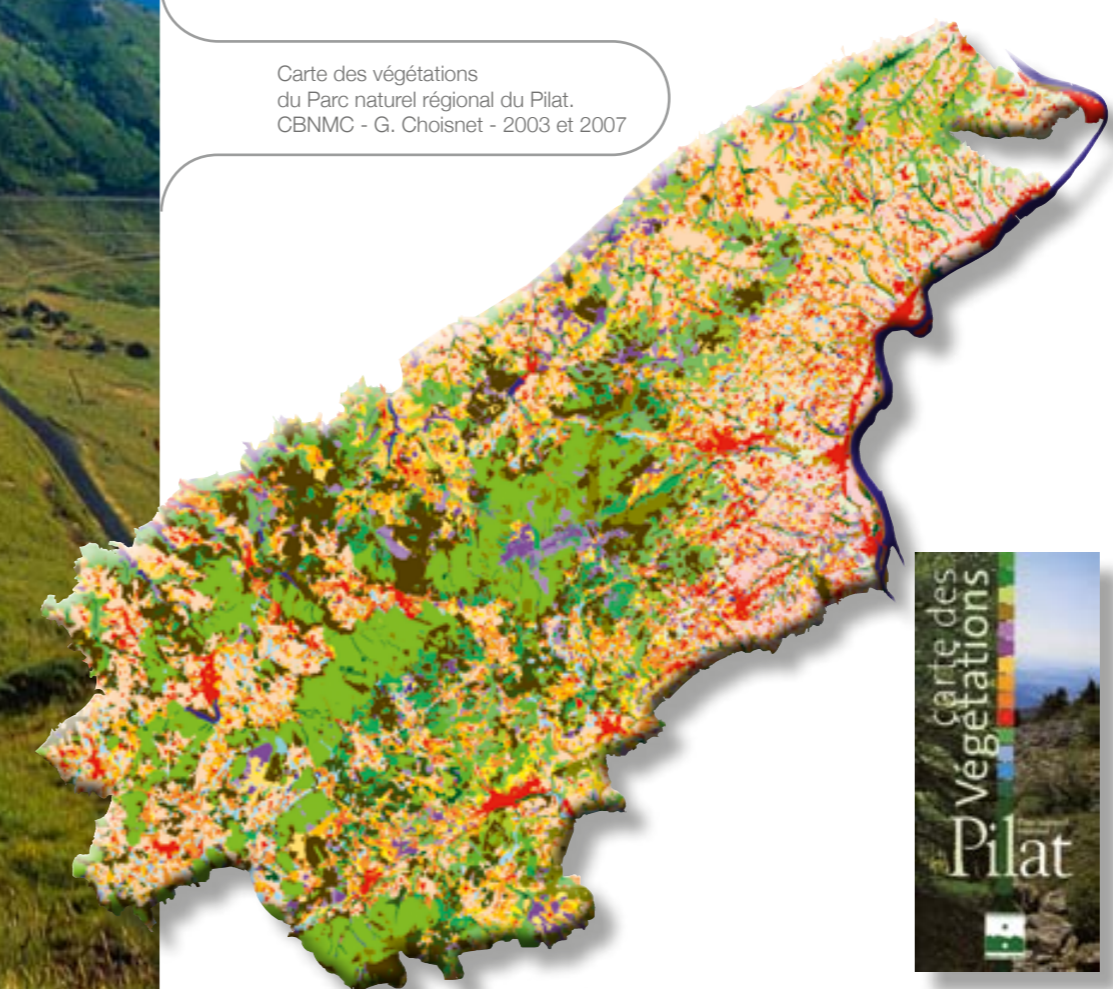 Carte des végétations
du Parc naturel régional du Pilat.
CBNMC - G. Choisnet - 2003 et 2007
carte des
Végétations
Pilat